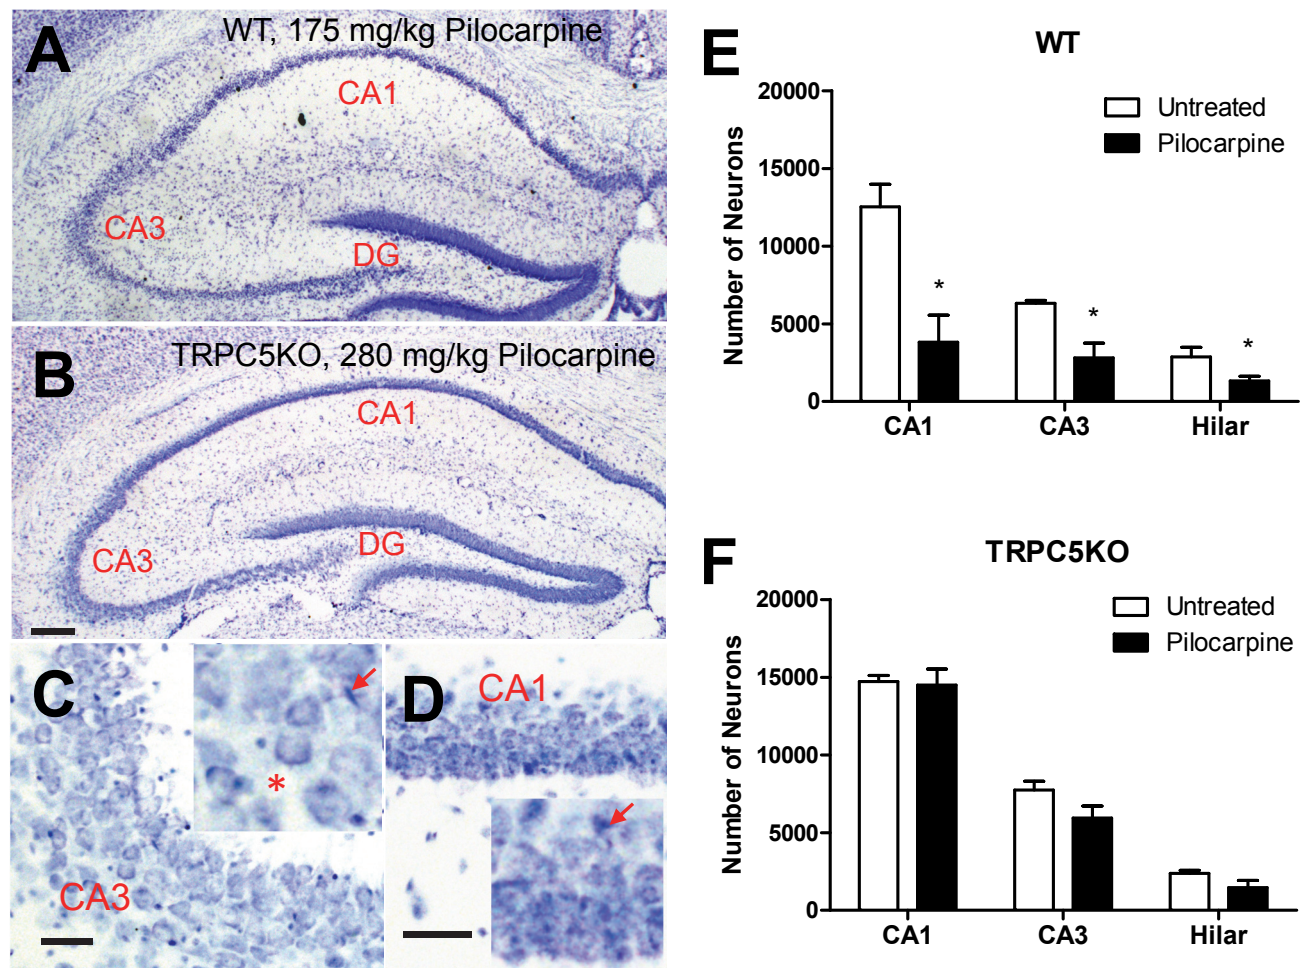 A
WT, 175 mg/kg Pilocarpine
CA1
CA3
DG
B
TRPC5KO, 280 mg/kg Pilocarpine
CA1
CA3
DG
C
*
CA3
D
CA1
E
WT
Number of Neurons
20000
15000
10000
5000
0
Untreated
Pilocarpine
*
*
*
CA1
CA3
Hilar
F
TRPC5KO
Number of Neurons
20000
15000
10000
5000
0
Untreated
Pilocarpine
CA1
CA3
Hilar